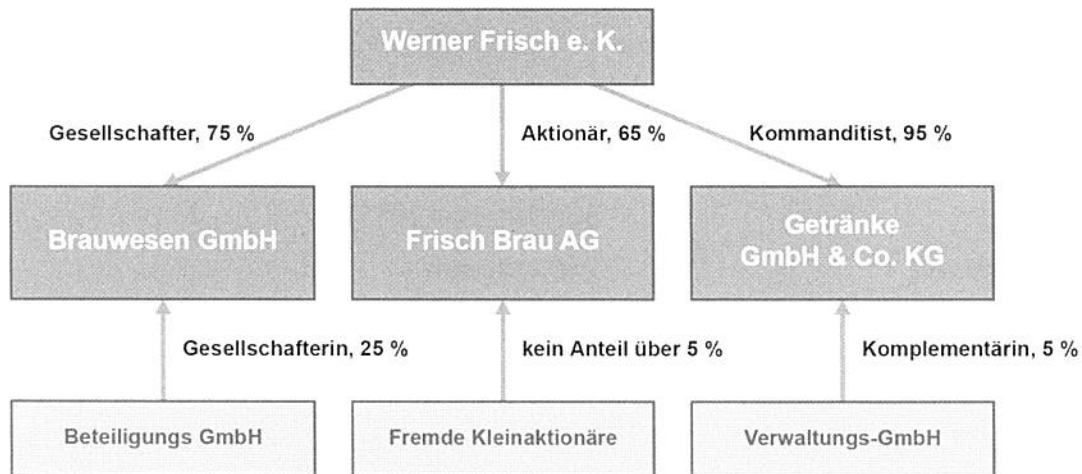 Werner Frisch e. K.
Gesellschafter, 75 %
Aktionär, 65 %
Kommanditist, 95 %
Brauwesen GmbH
Frisch Brau AG
Getränke
GmbH & Co. KG
Gesellschafterin, 25 %
kein Anteil über 5 %
Komplementärin, 5 %
Beteiligungs GmbH
Fremde Kleinaktionäre
Verwaltungs-GmbH